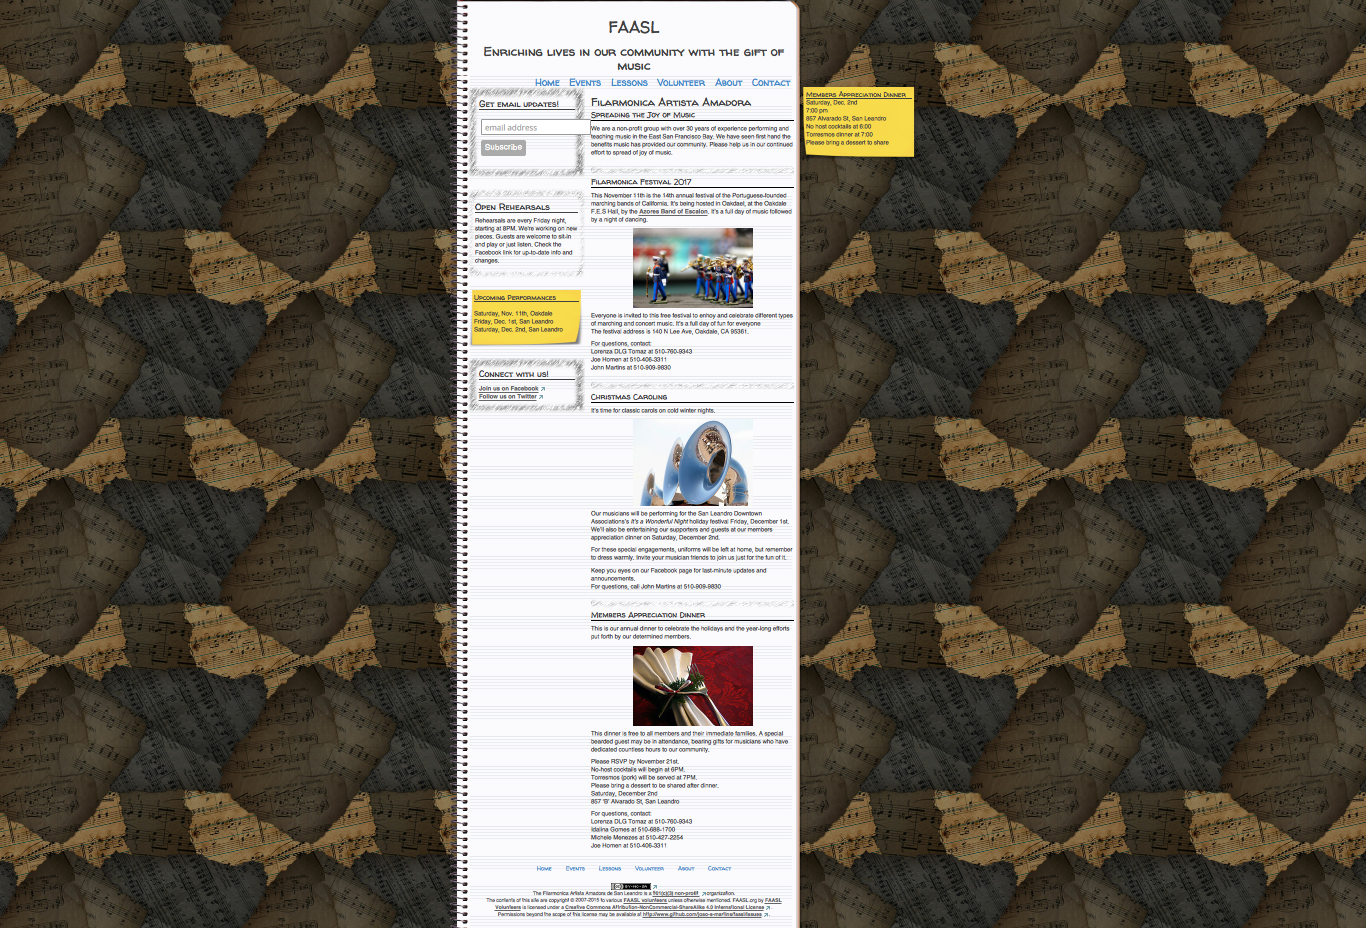 FAASL
Enriching lives in our community with the gift of
music
Home Events Lessons Volunteer About Contact
Get email updates!
email address
Subscribe
Open Rehearsals
Rehearsals are every Friday night,
starting at 8PM. We're working on new
pieces. Guests are welcome to sit-in
and play or just listen. Check the
Facebook link for up-to-date info and
changes.
Upcoming Performances
Saturday, Nov. 11th, Oakdale
Friday, Dec. 1st, San Leandro
Saturday, Dec. 2nd, San Leandro
Connect with us!
Join us on Facebook
Follow us on Twitter
Filarmonica Artista Amadora
Spreading the Joy of Music
We are a non-profit group with over 30 years of experience performing and
teaching music in the East San Francisco Bay. We have seen first hand the
benefits music has provided our community. Please help us in our continued
effort to spread of joy of music.
Filarmonica Festival 2017
This November 11th is the 14th annual festival of the Portuguese-founded
marching bands of California. It's being hosted in Oakdael, at the Oakdale
F.E.S Hall, by the Azores Band of Escalon. It's a full day of music followed
by a night of dancing.
Everyone is invited to this free festival to enhoy and celebrate different types
of marching and concert music. It's a full day of fun for everyone
The festival address is 140 N Lee Ave, Oakdale, CA 95361.
For questions, contact:
Lorenza DLG Tomaz at 510-760-9343
Joe Homen at 510-406-3311
John Martins at 510-909-9830
Christmas Caroling
It's time for classic carols on cold winter nights.
Our musicians will be performing for the San Leandro Downtown
Associations's It's a Wonderful Night holiday festival Friday, December 1st.
We'll also be entertaining our supporters and guests at our members
appreciation dinner on Saturday, December 2nd.
For these special engagements, uniforms will be left at home, but remember
to dress warmly. Invite your musician friends to join us just for the fun of it.
Keep you eyes on our Facebook page for last-minute updates and
announcements.
For questions, call John Martins at 510-909-9830
Members Appreciation Dinner
This is our annual dinner to celebrate the holidays and the year-long efforts
put forth by our determined members.
This dinner is free to all members and their immediate families. A special
bearded guest may be in attendance, bearing gifts for musicians who have
dedicated countless hours to our community.
Please RSVP by November 21st.
No-host cocktails will begin at 6PM.
Torresmos (pork) will be served at 7PM.
Please bring a dessert to be shared after dinner.
Saturday, December 2nd
857 'B' Alvarado St, San Leandro
For questions, contact:
Lorenza DLG Tomaz at 510-760-9343
Idalina Gomes at 510-688-1700
Michele Menezes at 510-427-2254
Joe Homen at 510-406-3311
Members Appreciation Dinner
Saturday, Dec. 2nd
7:00 pm
857 Alvarado St, San Leandro
No host cocktails at 6:00
Torresmos dinner at 7:00
Please bring a dessert to share
Home Events Lessons Volunteer About Contact
BY-NC-SA
The Filarmonica Artista Amadora de San Leandro is a 501(c)(3) non-profit organization.
The contents of this site are copyright © 2007-2015 to various FAASL volunteers unless otherwise mentioned. FAASL.org by FAASL
Volunteers is licensed under a Creative Commons Attribution-NonCommercial-ShareAlike 4.0 International License .
Permissions beyond the scope of this license may be available at http://www.github.com/joao-a-martins/faasl/issues .